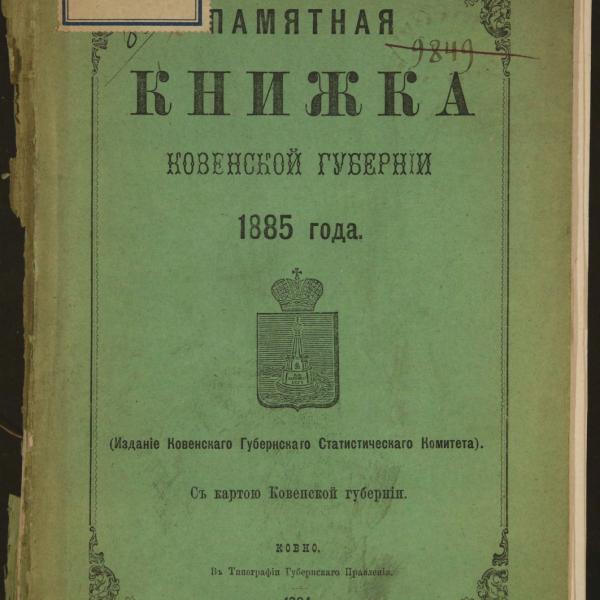 ПАМЯТНАЯ
9849
КНИЖКА
КОВЕНСКОЙ ГУБЕРНІИ
1885 года.
(Изданіе Ковенскаго Губернскаго Статистическаго Комитета).
Съ картою Ковенской губерніи.
КОВНО.
Въ Типографіи Губернскаго Правленія.